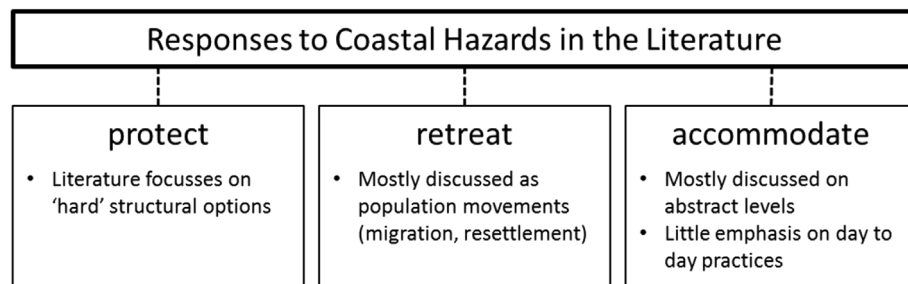 Responses to Coastal Hazards in the Literature
protect
• Literature focusses on
‘hard’ structural options
retreat
• Mostly discussed as
population movements
(migration, resettlement)
accommodate
• Mostly discussed on
abstract levels
• Little emphasis on day to
day practices